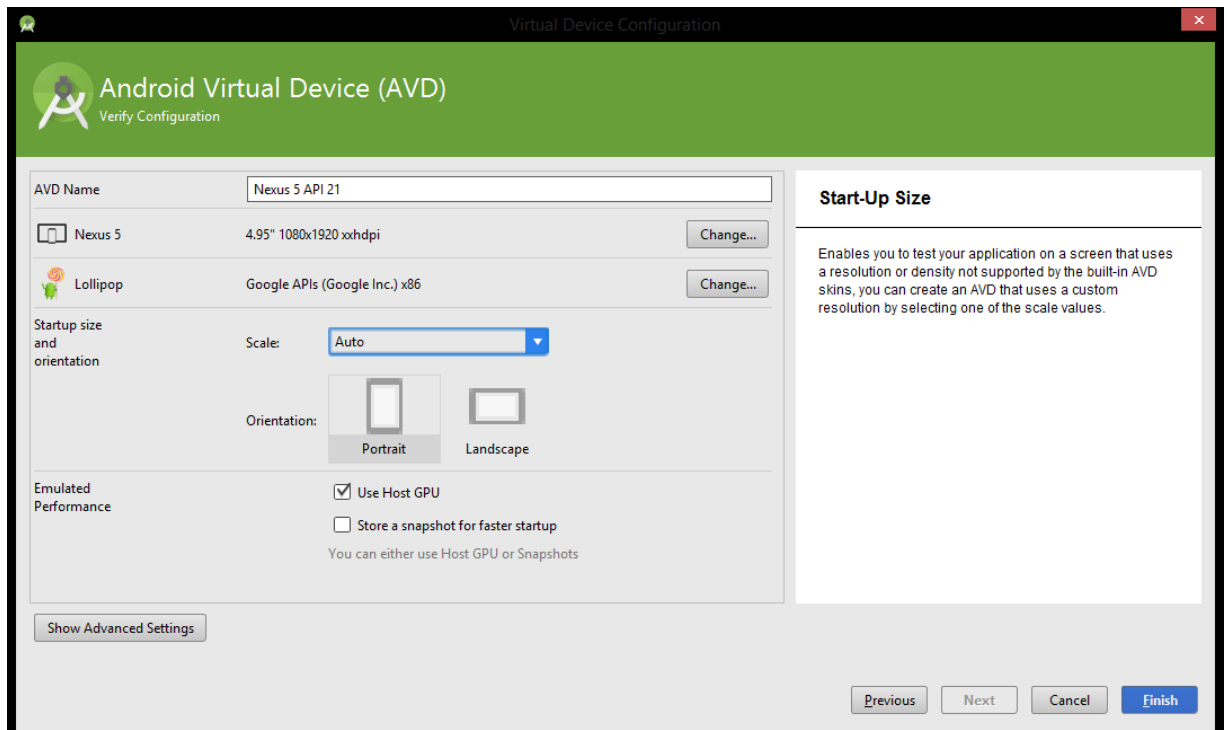 Virtual Device Configuration
Android Virtual Device (AVD)
Verify Configuration
AVD Name
Nexus 5 API 21
Nexus 5
4.95" 1080x1920 xxhdpi
Change...
Lollipop
Google APIs (Google Inc.) x86
Change...
Startup size
and
orientation
Scale:
Auto
Orientation:
Portrait
Landscape
Emulated
Performance
Use Host GPU
Store a snapshot for faster startup
You can either use Host GPU or Snapshots
Show Advanced Settings
Start-Up Size
Enables you to test your application on a screen that uses
a resolution or density not supported by the built-in AVD
skins, you can create an AVD that uses a custom
resolution by selecting one of the scale values.
Previous
Next
Cancel
Finish